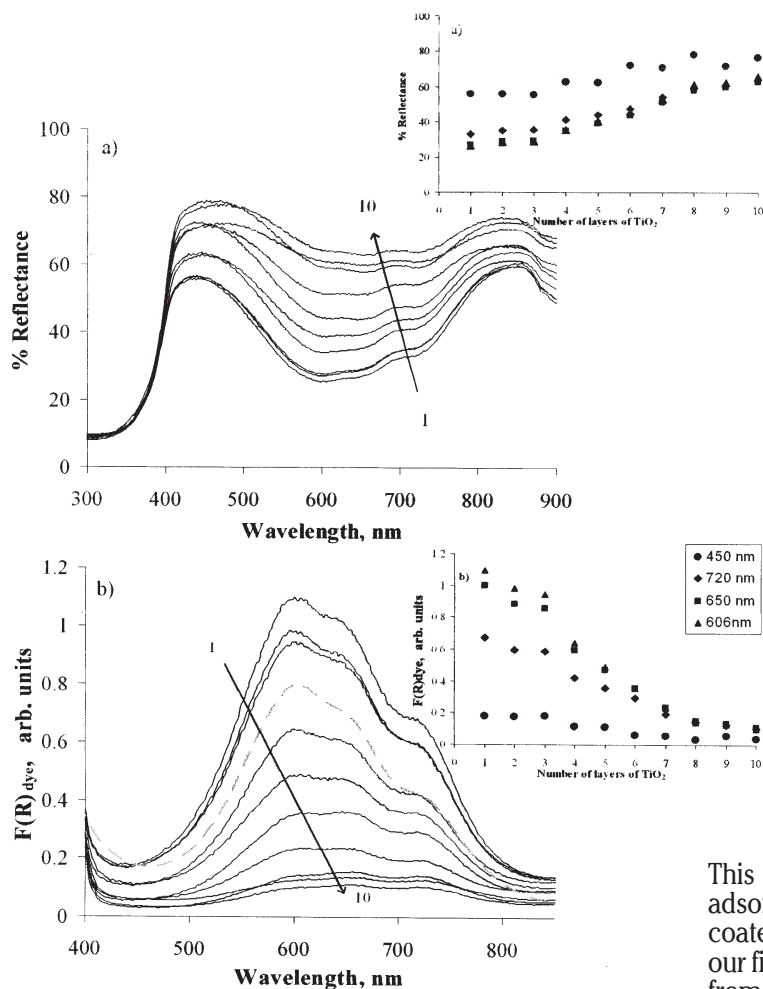 a)
100
80
60
40
20
0
% Reflectance
0 1 2 3 4 5 6 7 8 9 10
Number of layers of TiO2
a)
100
80
60
40
20
0
% Reflectance
10
1
300 400 500 600 700 800 900
Wavelength, nm
b)
1.2
1
0.8
0.6
0.4
0.2
0
F(R)dye, arb. units
1
10
400 500 600 700 800
Wavelength, nm
b)
1.2
1
0.8
0.6
0.4
0.2
0
F(R)dye, arb. units
0 1 2 3 4 5 6 7 8 9 10
Number of layers of TiO2
450 nm
720 nm
650 nm
606nm
This
adsor
coate
our fi